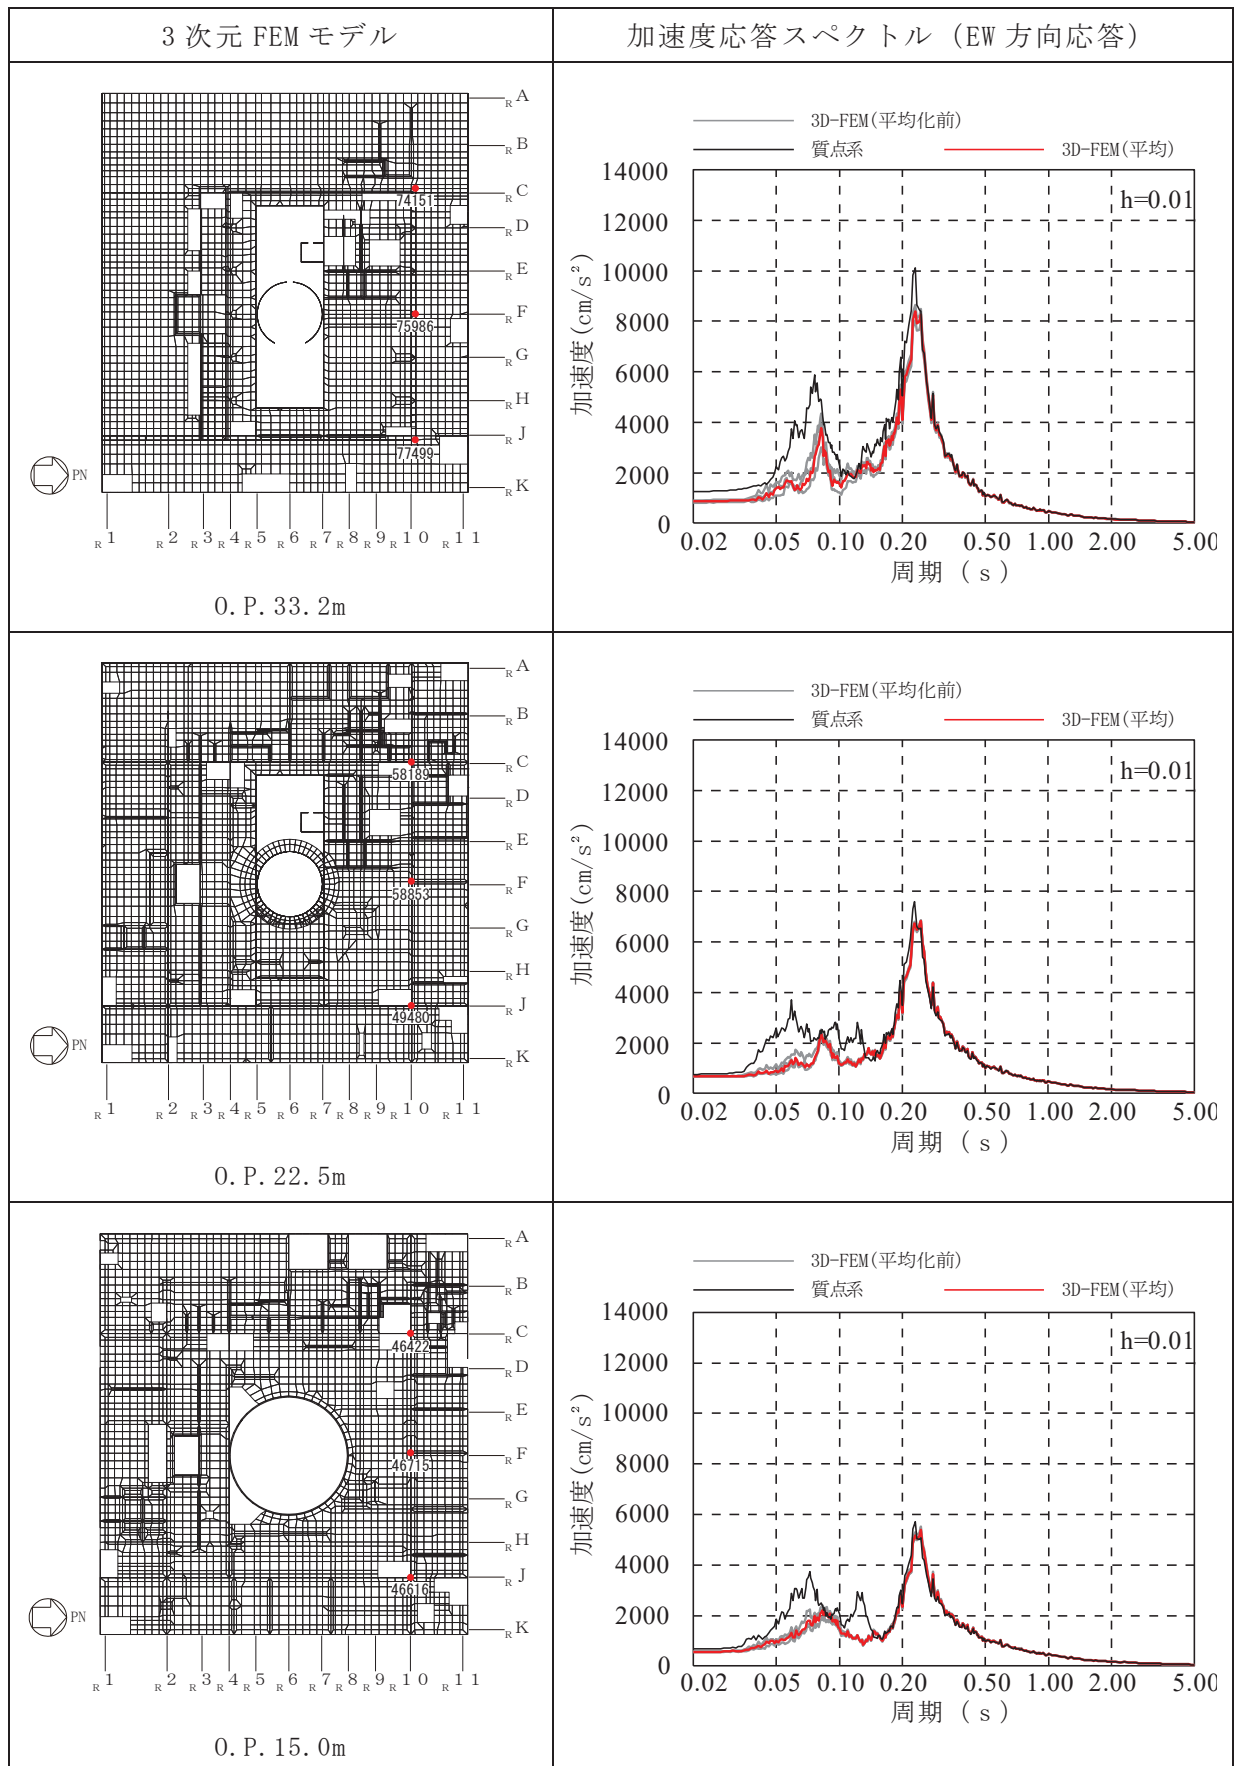 3次元 FEM モデル
加速度応答スペクトル (EW 方向応答)
RA
RB
RC
74151
RD
RE
RF
75986
RG
RH
RJ
77499
RK
PN
R1 R2 R3 R4 R5 R6 R7 R8 R9 R10 R11
O.P.33.2m
3D-FEM(平均化前)
質点系 3D-FEM(平均)
h=0.01
14000
12000
10000
8000
6000
4000
2000
0
加速度(cm/s²)
0.02 0.05 0.10 0.20 0.50 1.00 2.00 5.00
周期 (s)
RA
RB
RC
58189
RD
RE
RF
58853
RG
RH
RJ
49480
RK
PN
R1 R2 R3 R4 R5 R6 R7 R8 R9 R10 R11
O.P.22.5m
3D-FEM(平均化前)
質点系 3D-FEM(平均)
h=0.01
14000
12000
10000
8000
6000
4000
2000
0
加速度(cm/s²)
0.02 0.05 0.10 0.20 0.50 1.00 2.00 5.00
周期 (s)
RA
RB
RC
46422
RD
RE
RF
46715
RG
RH
RJ
46616
RK
PN
R1 R2 R3 R4 R5 R6 R7 R8 R9 R10 R11
O.P.15.0m
3D-FEM(平均化前)
質点系 3D-FEM(平均)
h=0.01
14000
12000
10000
8000
6000
4000
2000
0
加速度(cm/s²)
0.02 0.05 0.10 0.20 0.50 1.00 2.00 5.00
周期 (s)